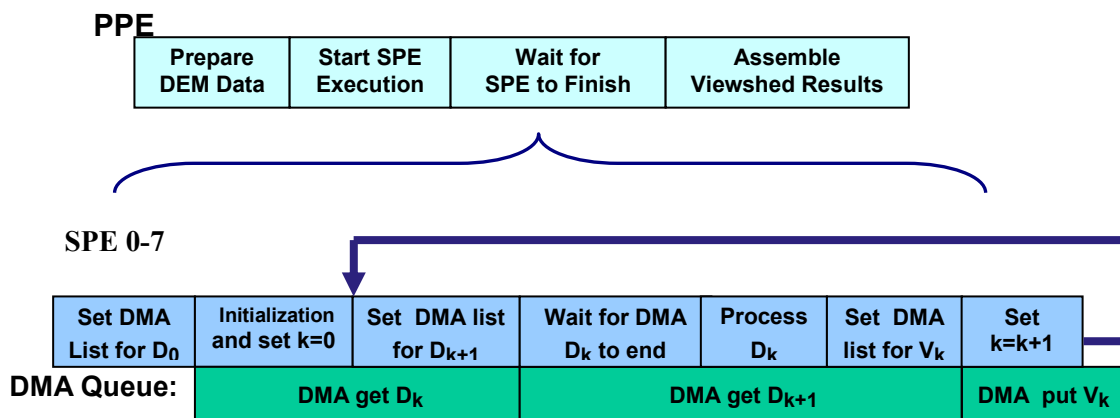 PPE
Prepare DEM Data
Start SPE Execution
Wait for SPE to Finish
Assemble Viewshed Results
SPE 0-7
Set DMA List for D0
Initialization and set k=0
Set DMA list for Dk+1
Wait for DMA Dk to end
Process Dk
Set DMA list for Vk
Set k=k+1
DMA Queue:
DMA get Dk
DMA get Dk+1
DMA put Vk